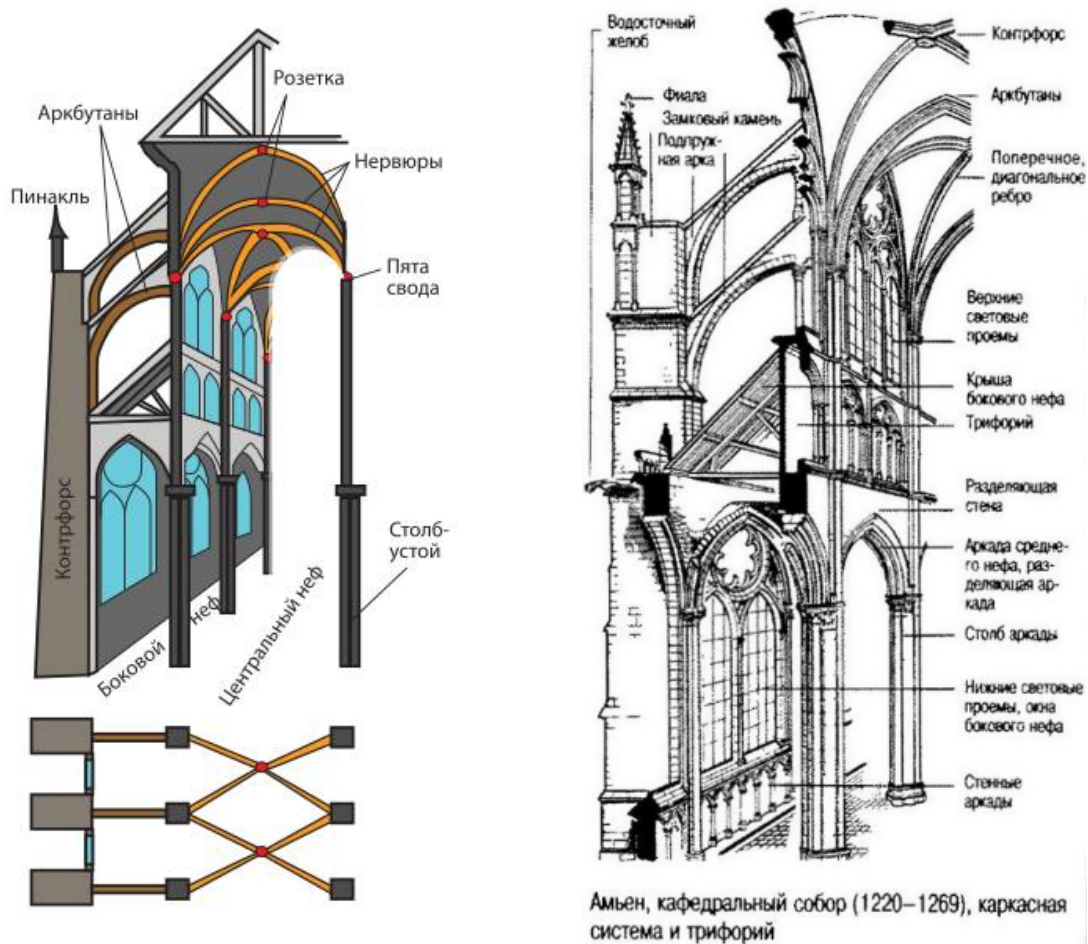 Розетка
Аркбутаны
Нервюры
Пинакль
Пята
свода
Контрфорс
Столб-
устой
Боковой неф
Центральный неф
Водосточный
желоб
Фиала
Замковый камень
Подпруж-
ная арка
Контрфорс
Аркбутаны
Поперечное,
диагональное
ребро
Верхние
световые
проемы
Крыша
бокового нефа
Трифорий
Разделяющая
стена
Аркада средне-
го нефа, раз-
деляющая ар-
када
Столб аркады
Нижние световые
проемы, окна
бокового нефа
Стенные
аркады
Амьен, кафедральный собор (1220–1269), каркасная
система и трифорий